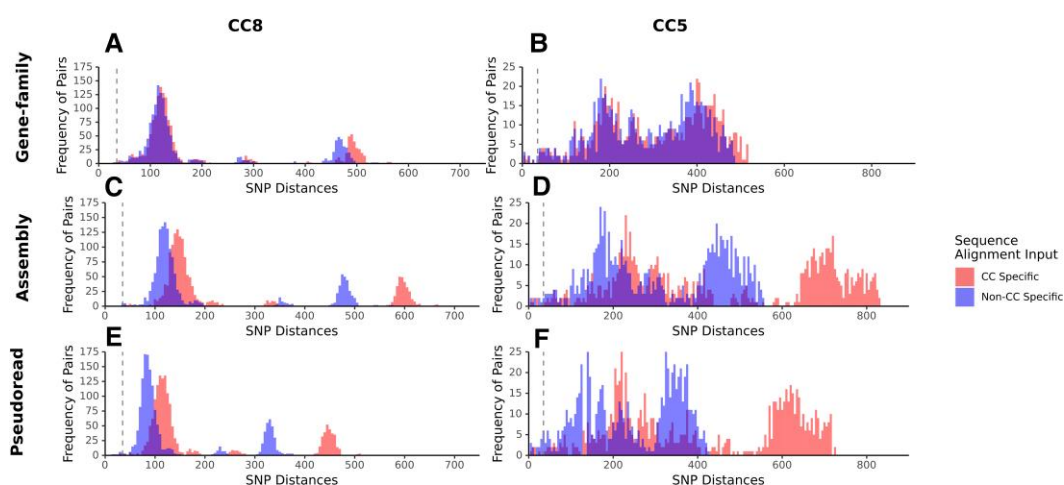 CC8
CC5
Gene-family
A
Frequency of Pairs
175
150
125
100
75
50
25
0
0 100 200 300 400 500 600 700
SNP Distances
B
Frequency of Pairs
25
20
15
10
5
0
0 200 400 600 800
SNP Distances
Assembly
C
Frequency of Pairs
175
150
125
100
75
50
25
0
0 100 200 300 400 500 600 700
SNP Distances
D
Frequency of Pairs
25
20
15
10
5
0
0 200 400 600 800
SNP Distances
Sequence
Alignment Input
CC Specific
Non-CC Specific
Pseudoread
E
Frequency of Pairs
175
150
125
100
75
50
25
0
0 100 200 300 400 500 600 700
SNP Distances
F
Frequency of Pairs
25
20
15
10
5
0
0 200 400 600 800
SNP Distances